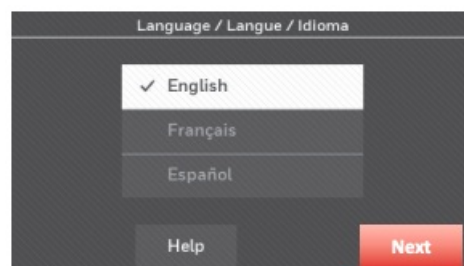 Language / Langue / Idioma
✓ English
Français
Español
Help
Next